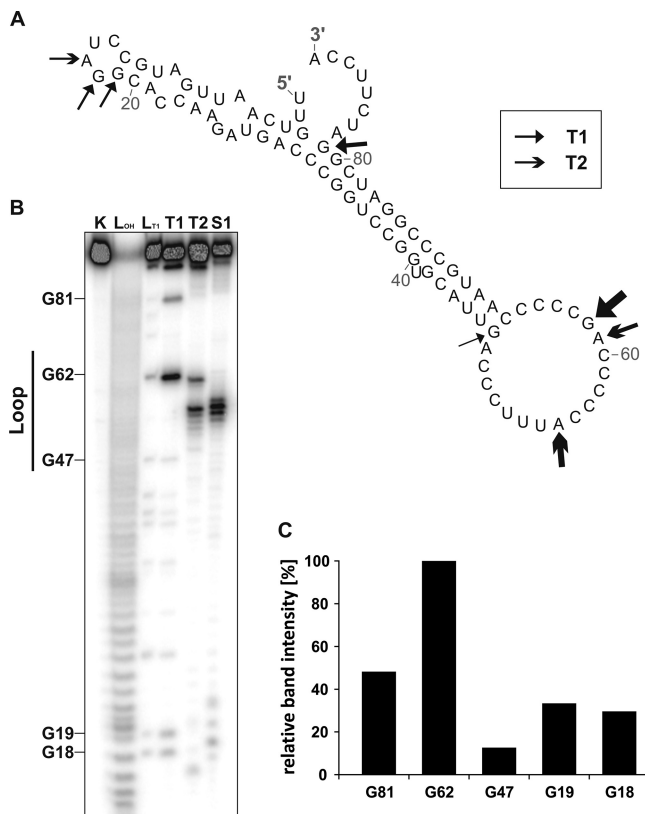 A
3'
A C C U U C U A G G C U A G G C C C G U A A C C C C C G A C C C C A U U U C C C A G U U A C G U G G C C U G G C C C A G U A G A A C C A C G G A U C C G U A G U U A A C U G U U
5'
20
80
40
60
T1
T2
B
K LOH LT1 T1 T2 S1
G81
G62
Loop
G47
G19
G18
C
relative band intensity [%]
100
80
60
40
20
0
G81 G62 G47 G19 G18